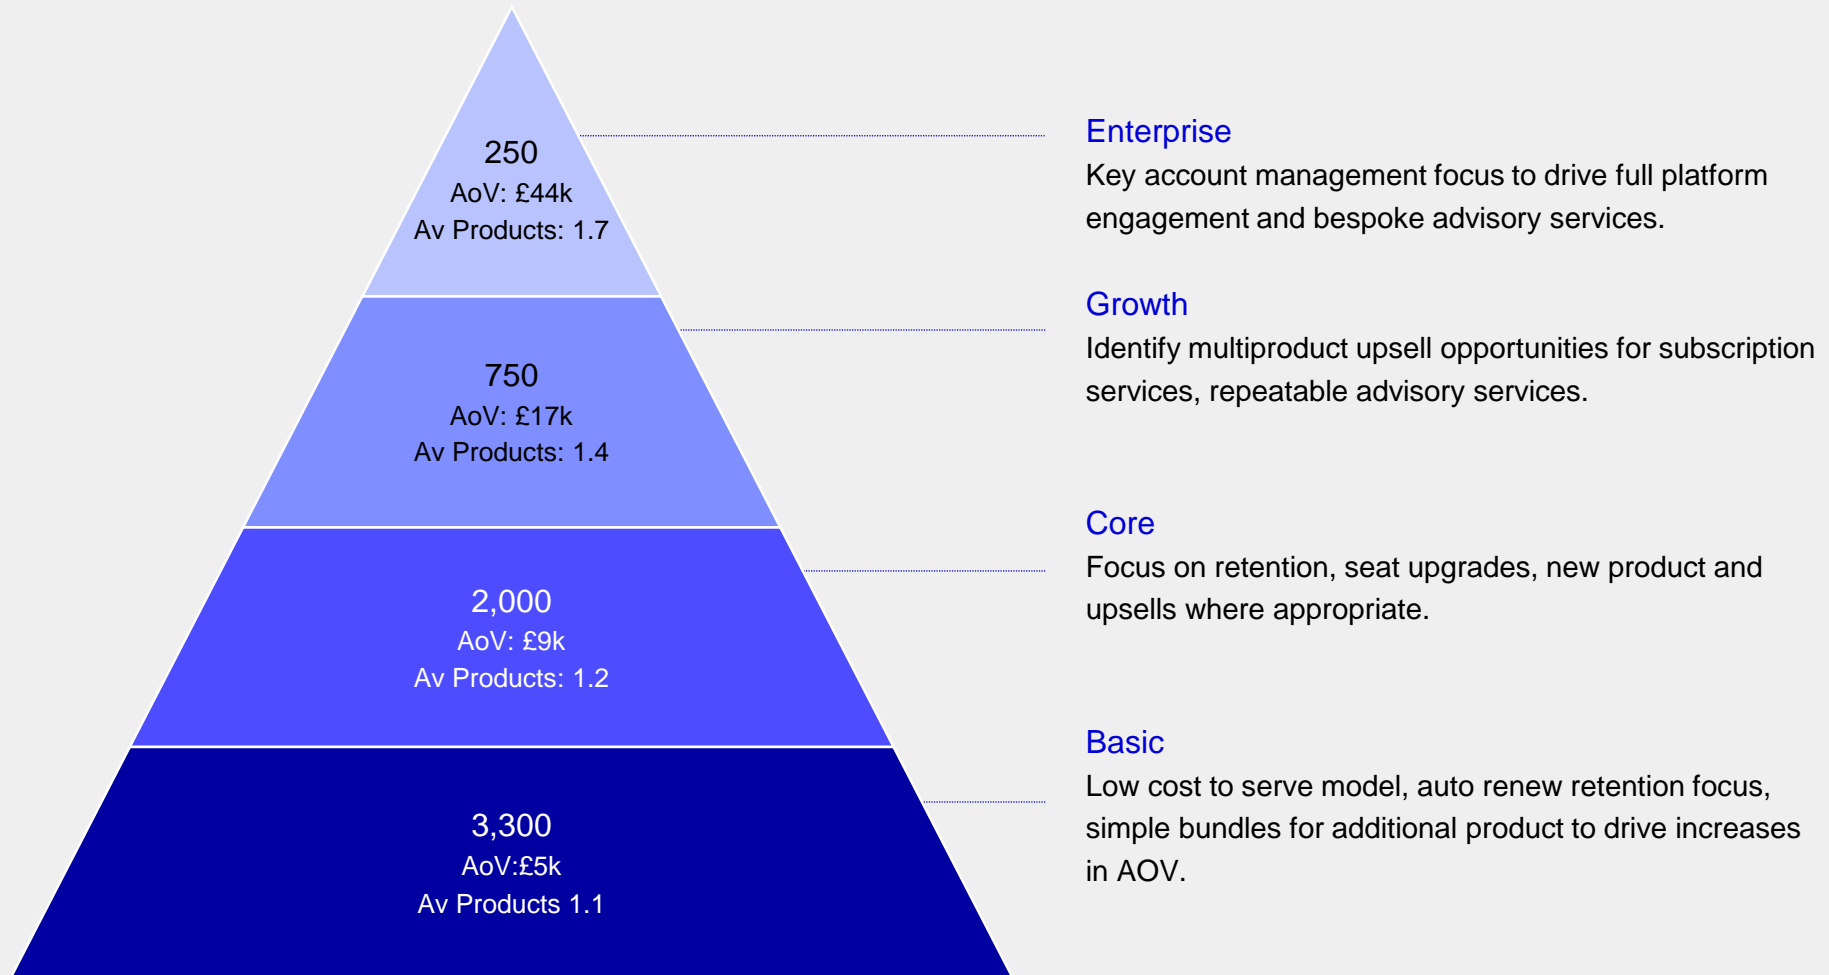 250
AoV: £44k
Av Products: 1.7
Enterprise
Key account management focus to drive full platform
engagement and bespoke advisory services.
750
AoV: £17k
Av Products: 1.4
Growth
Identify multiproduct upsell opportunities for subscription
services, repeatable advisory services.
2,000
AoV: £9k
Av Products: 1.2
Core
Focus on retention, seat upgrades, new product and
upsells where appropriate.
3,300
AoV:£5k
Av Products 1.1
Basic
Low cost to serve model, auto renew retention focus,
simple bundles for additional product to drive increases
in AOV.